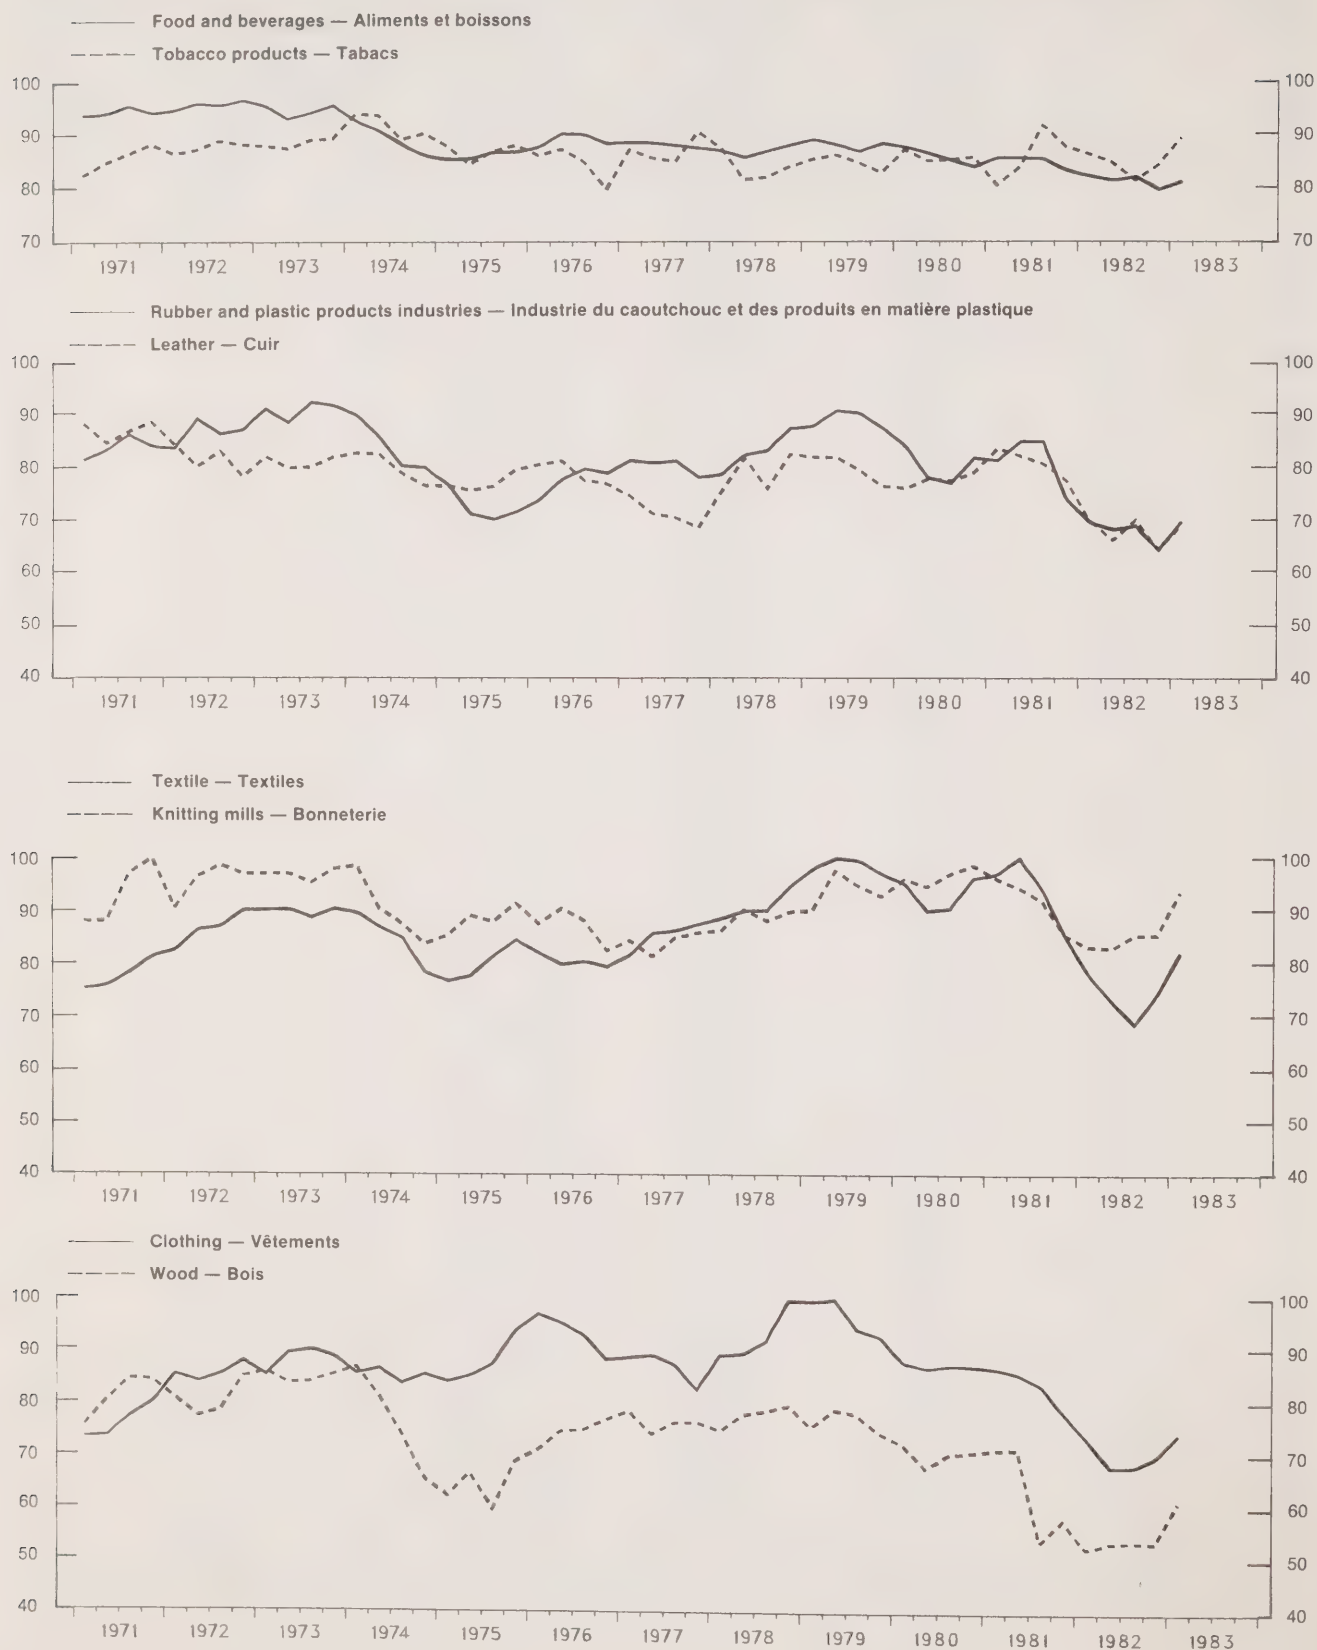 Food and beverages — Aliments et boissons
Tobacco products — Tabacs
100 100
90 90
80 80
70 70
1971 1972 1973 1974 1975 1976 1977 1978 1979 1980 1981 1982 1983
Rubber and plastic products industries — Industrie du caoutchouc et des produits en matière plastique
Leather — Cuir
100 100
90 90
80 80
70 70
60 60
50 50
40 40
1971 1972 1973 1974 1975 1976 1977 1978 1979 1980 1981 1982 1983
Textile — Textiles
Knitting mills — Bonneterie
100 100
90 90
80 80
70 70
60 60
50 50
40 40
1971 1972 1973 1974 1975 1976 1977 1978 1979 1980 1981 1982 1983
Clothing — Vêtements
Wood — Bois
100 100
90 90
80 80
70 70
60 60
50 50
40 40
1971 1972 1973 1974 1975 1976 1977 1978 1979 1980 1981 1982 1983